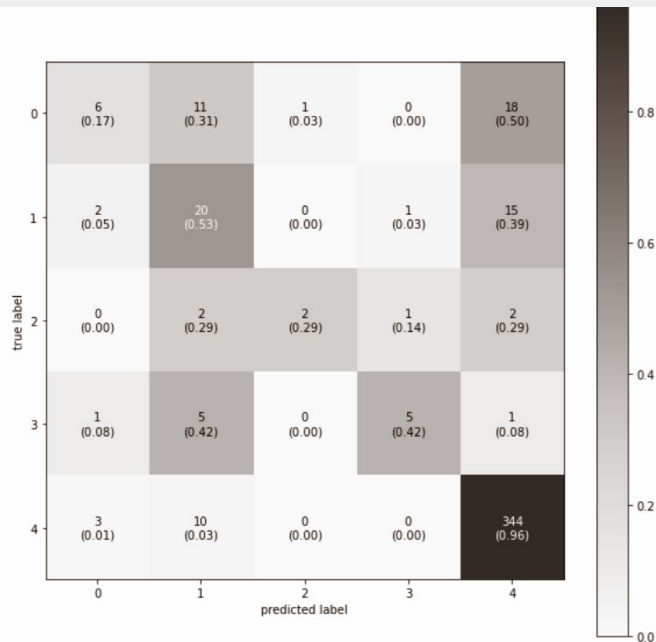 0.8
0 6 11 1 0 18
(0.17) (0.31) (0.03) (0.00) (0.50)
0.6
1 2 20 0 1 15
(0.05) (0.53) (0.00) (0.03) (0.39)
true label
2 0 2 2 1 2
(0.00) (0.29) (0.29) (0.14) (0.29)
0.4
3 1 5 0 5 1
(0.08) (0.42) (0.00) (0.42) (0.08)
0.2
4 3 10 0 0 344
(0.01) (0.03) (0.00) (0.00) (0.96)
0 1 2 3 4
predicted label
0.0